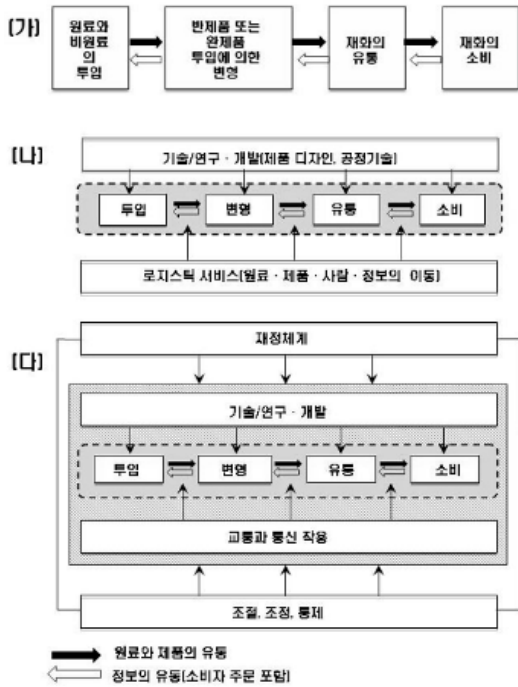 [가]
원료와
비원료
의
투입
반제품 또는
완제품
투입에 의한
변형
재화의
유통
재화의
소비
[나]
기술/연구 · 개발(제품 디자인, 공정기술)
투입
변형
유통
소비
로지스틱 서비스(원료 · 제품 · 사람 · 정보의 이동)
[다]
재정체계
기술/연구 · 개발
투입
변형
유통
소비
교통과 통신 작용
조절, 조정, 통제
원료와 제품의 유동
정보의 유동(소비자 주문 포함)